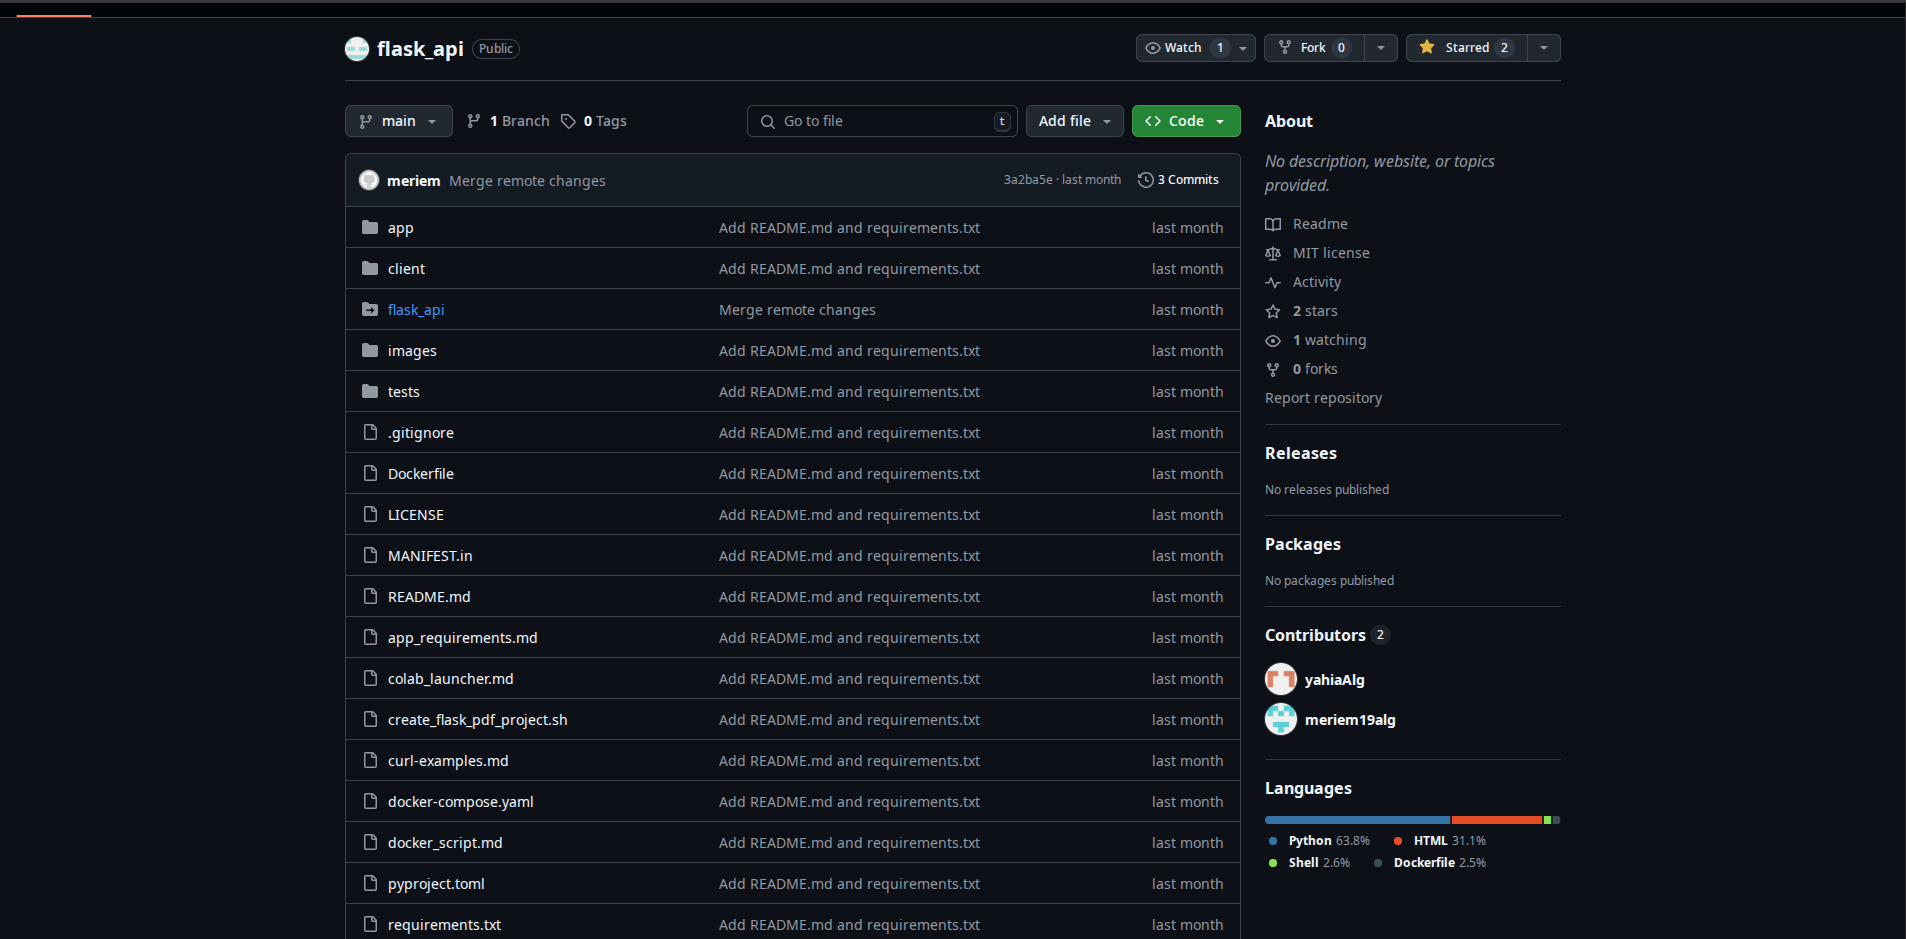 flask_api Public
Watch 1 Fork 0 Starred 2
main 1 Branch 0 Tags Go to file t Add file Code
meriem Merge remote changes 3a2ba5e · last month 3 Commits
app Add README.md and requirements.txt last month
client Add README.md and requirements.txt last month
flask_api Merge remote changes last month
images Add README.md and requirements.txt last month
tests Add README.md and requirements.txt last month
.gitignore Add README.md and requirements.txt last month
Dockerfile Add README.md and requirements.txt last month
LICENSE Add README.md and requirements.txt last month
MANIFEST.in Add README.md and requirements.txt last month
README.md Add README.md and requirements.txt last month
app_requirements.md Add README.md and requirements.txt last month
colab_launcher.md Add README.md and requirements.txt last month
create_flask_pdf_project.sh Add README.md and requirements.txt last month
curl-examples.md Add README.md and requirements.txt last month
docker-compose.yaml Add README.md and requirements.txt last month
docker_script.md Add README.md and requirements.txt last month
pyproject.toml Add README.md and requirements.txt last month
requirements.txt Add README.md and requirements.txt last month
About
No description, website, or topics
provided.
Readme
MIT license
Activity
2 stars
1 watching
0 forks
Report repository
Releases
No releases published
Packages
No packages published
Contributors 2
yahiaAlg
meriem19alg
Languages
Python 63.8% HTML 31.1%
Shell 2.6% Dockerfile 2.5%